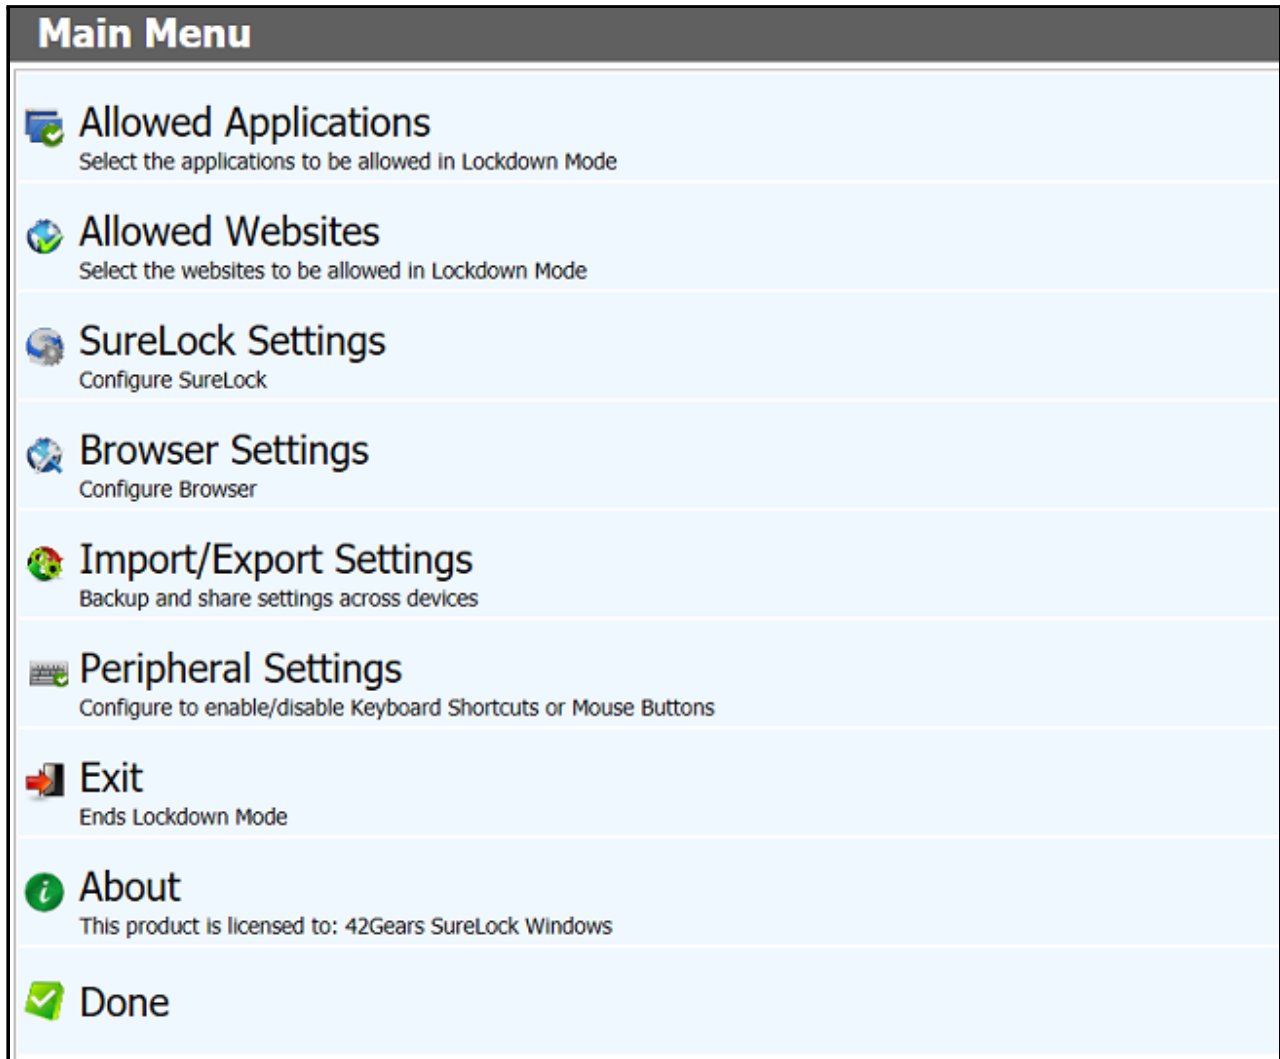 Main Menu
Allowed Applications
Select the applications to be allowed in Lockdown Mode
Allowed Websites
Select the websites to be allowed in Lockdown Mode
SureLock Settings
Configure SureLock
Browser Settings
Configure Browser
Import/Export Settings
Backup and share settings across devices
Peripheral Settings
Configure to enable/disable Keyboard Shortcuts or Mouse Buttons
Exit
Ends Lockdown Mode
About
This product is licensed to: 42Gears SureLock Windows
Done